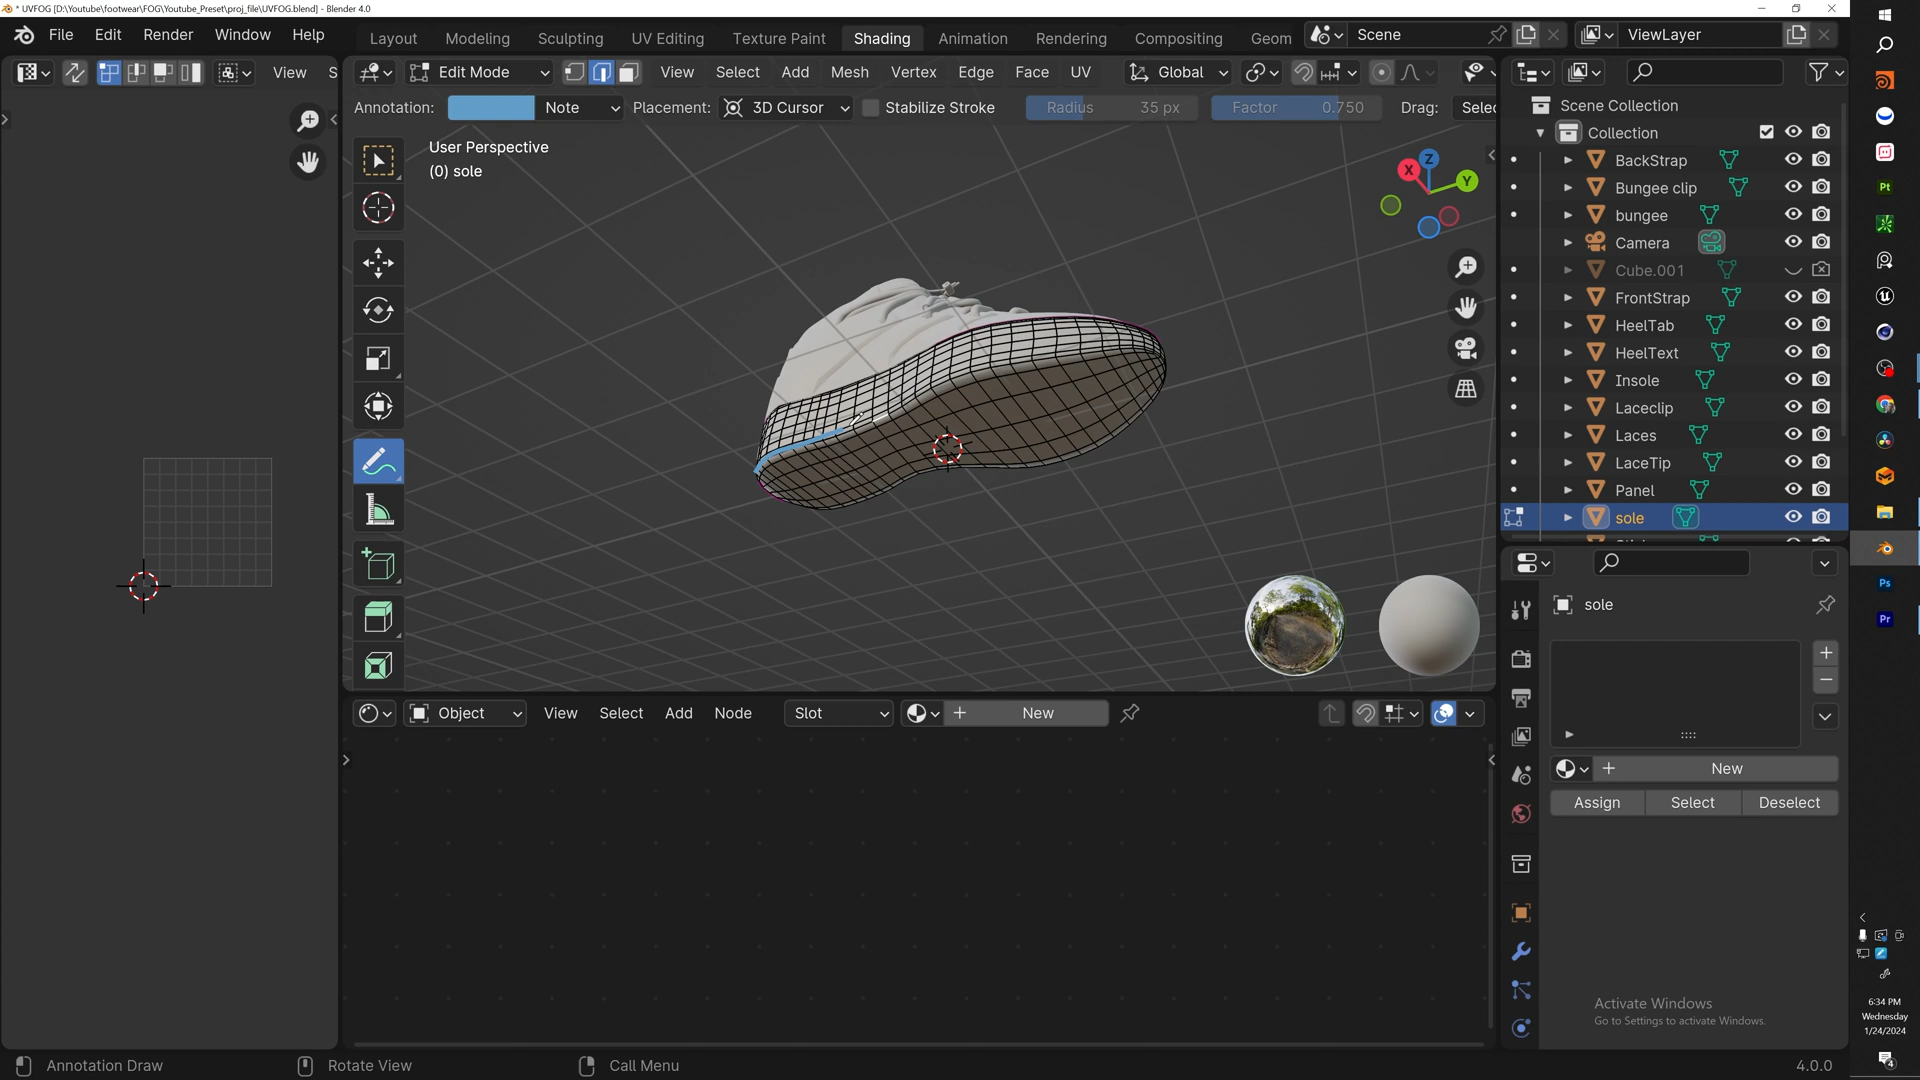 * UVFOG [D:\Youtube\footwear\FOG\Youtube_Preset\proj_file\UVFOG.blend] - Blender 4.0
File Edit Render Window Help
Layout Modeling Sculpting UV Editing Texture Paint Shading Animation Rendering Compositing Geom
Scene
ViewLayer
View S
Edit Mode View Select Add Mesh Vertex Edge Face UV Global
Annotation: Note Placement: 3D Cursor Stabilize Stroke Radius 35 px Factor 0.750 Drag: Selec
User Perspective
(0) sole
X Y Z
Scene Collection
Collection
BackStrap
Bungee clip
bungee
Camera
Cube.001
FrontStrap
HeelTab
HeelText
Insole
Laceclip
Laces
LaceTip
Panel
sole
sole
New
Assign Select Deselect
Object View Select Add Node Slot New
Activate Windows
Go to Settings to activate Windows.
Annotation Draw Rotate View Call Menu 4.0.0
Pt
Ps
Pr
6:34 PM
Wednesday
1/24/2024
4